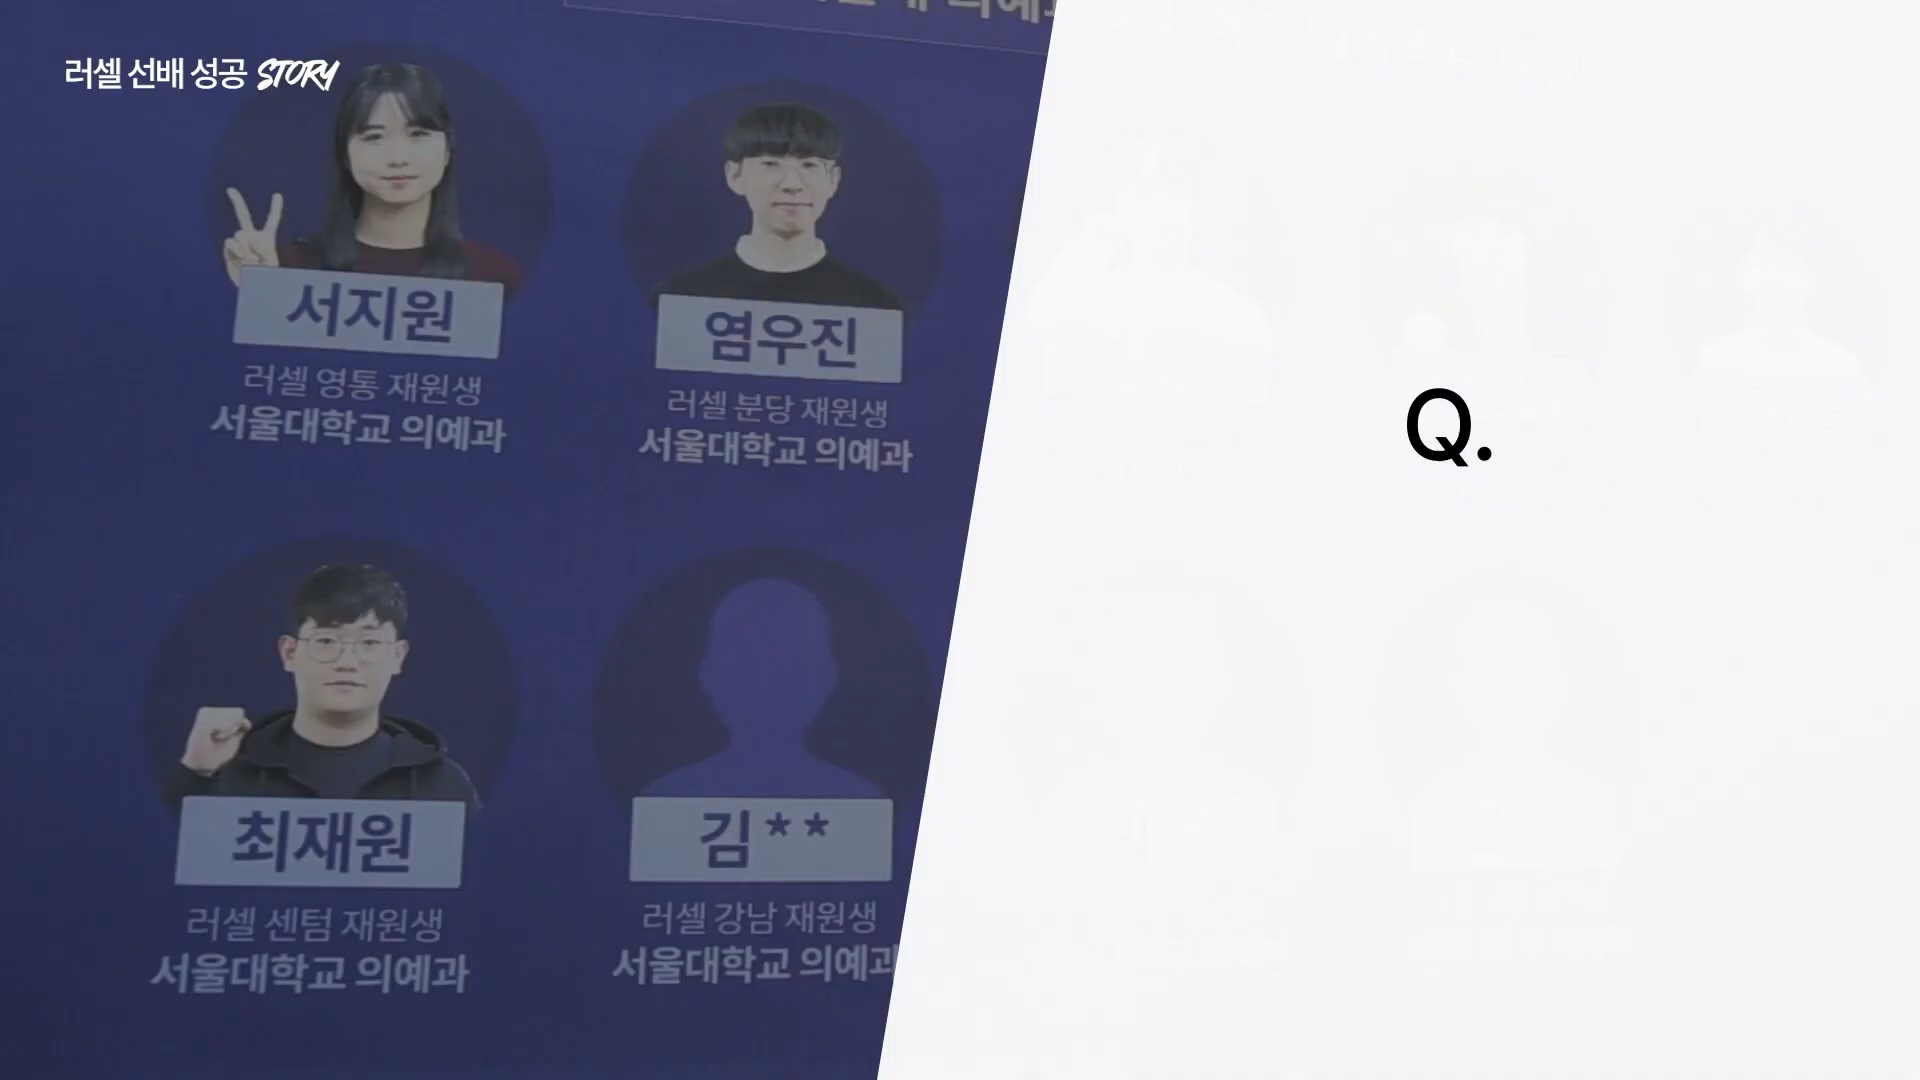 러셀 선배 성공 STORY
서지원
러셀 영통 재원생
서울대학교 의예과
염우진
러셀 분당 재원생
서울대학교 의예과
최재원
러셀 센텀 재원생
서울대학교 의예과
김**
러셀 강남 재원생
서울대학교 의예과
Q.